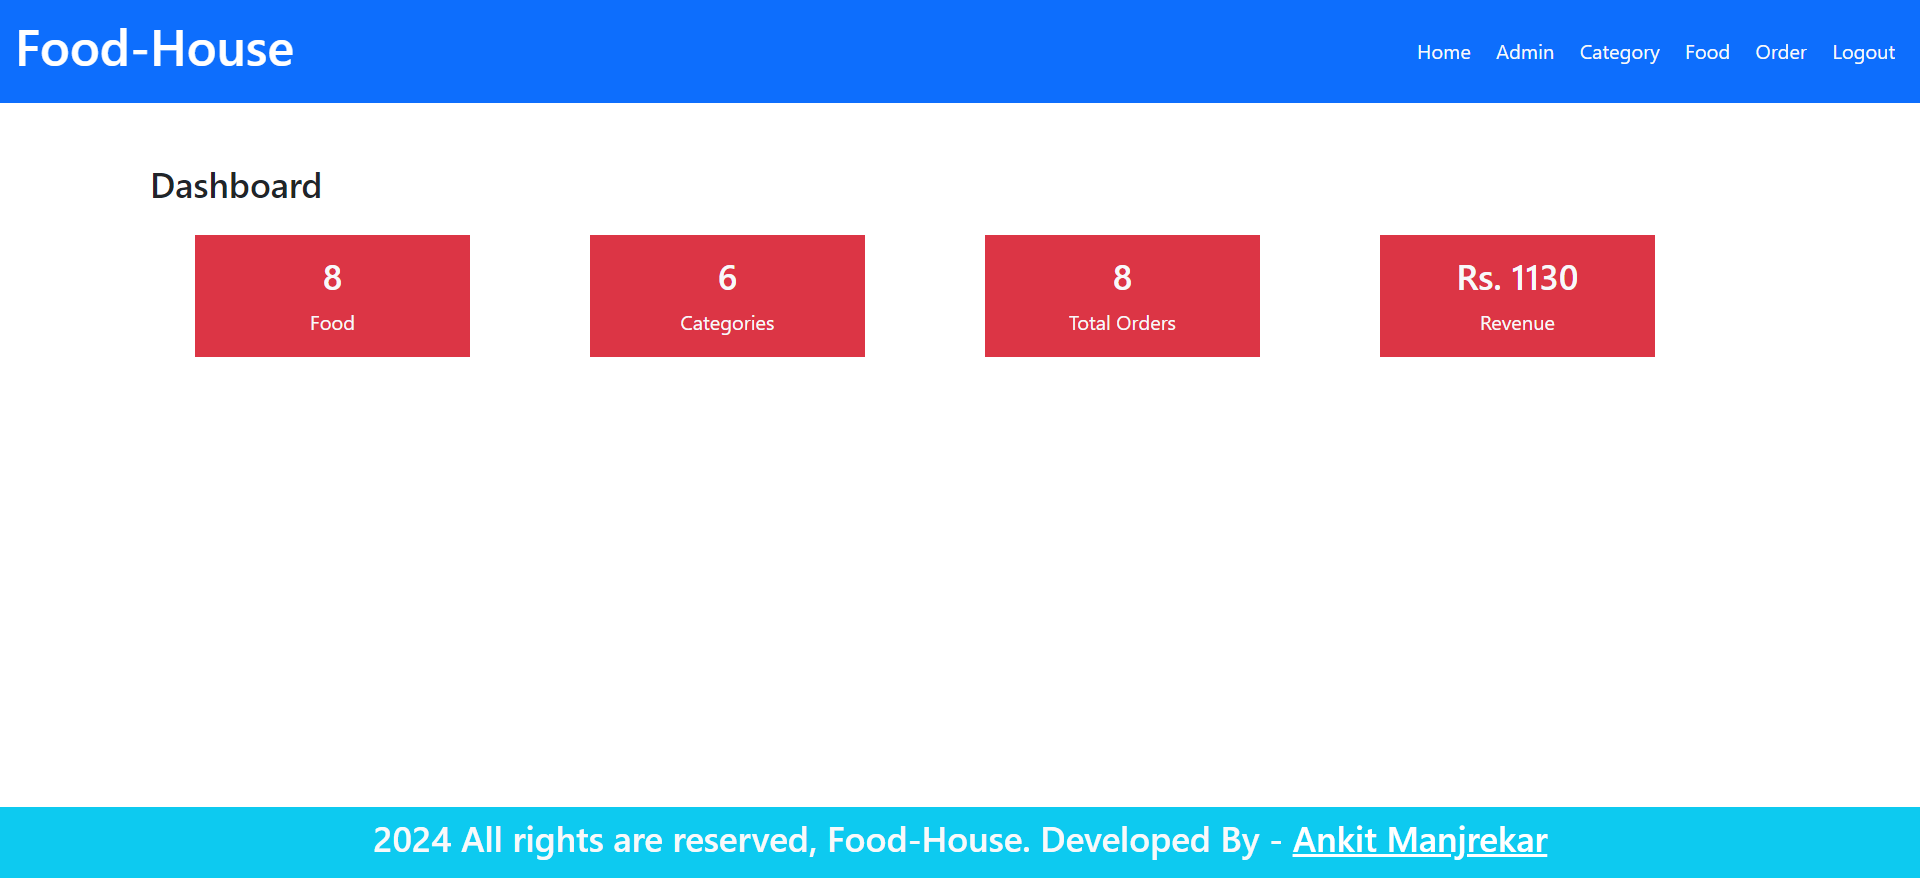 Food-House
Home Admin Category Food Order Logout
Dashboard
8
Food
6
Categories
8
Total Orders
Rs. 1130
Revenue
2024 All rights are reserved, Food-House. Developed By - Ankit Manjrekar